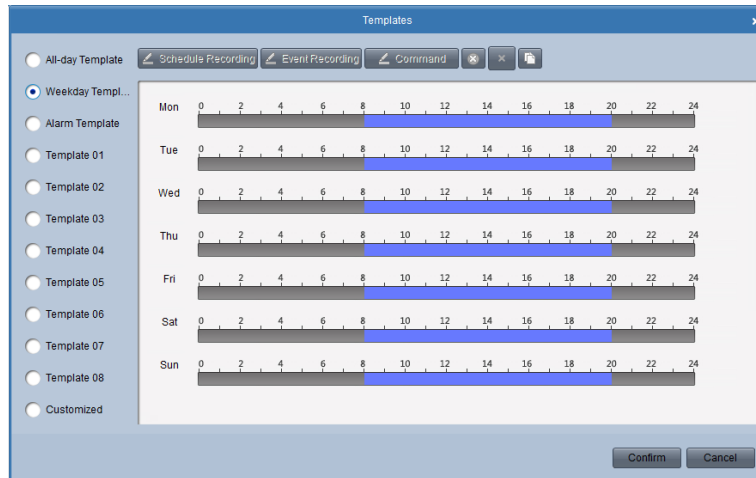 Templates
All-day Template
Schedule Recording Event Recording Command
Weekday Templ...
Alarm Template
Template 01
Template 02
Template 03
Template 04
Template 05
Template 06
Template 07
Template 08
Customized
Mon 0 2 4 6 8 10 12 14 16 18 20 22 24
Tue 0 2 4 6 8 10 12 14 16 18 20 22 24
Wed 0 2 4 6 8 10 12 14 16 18 20 22 24
Thu 0 2 4 6 8 10 12 14 16 18 20 22 24
Fri 0 2 4 6 8 10 12 14 16 18 20 22 24
Sat 0 2 4 6 8 10 12 14 16 18 20 22 24
Sun 0 2 4 6 8 10 12 14 16 18 20 22 24
Confirm Cancel